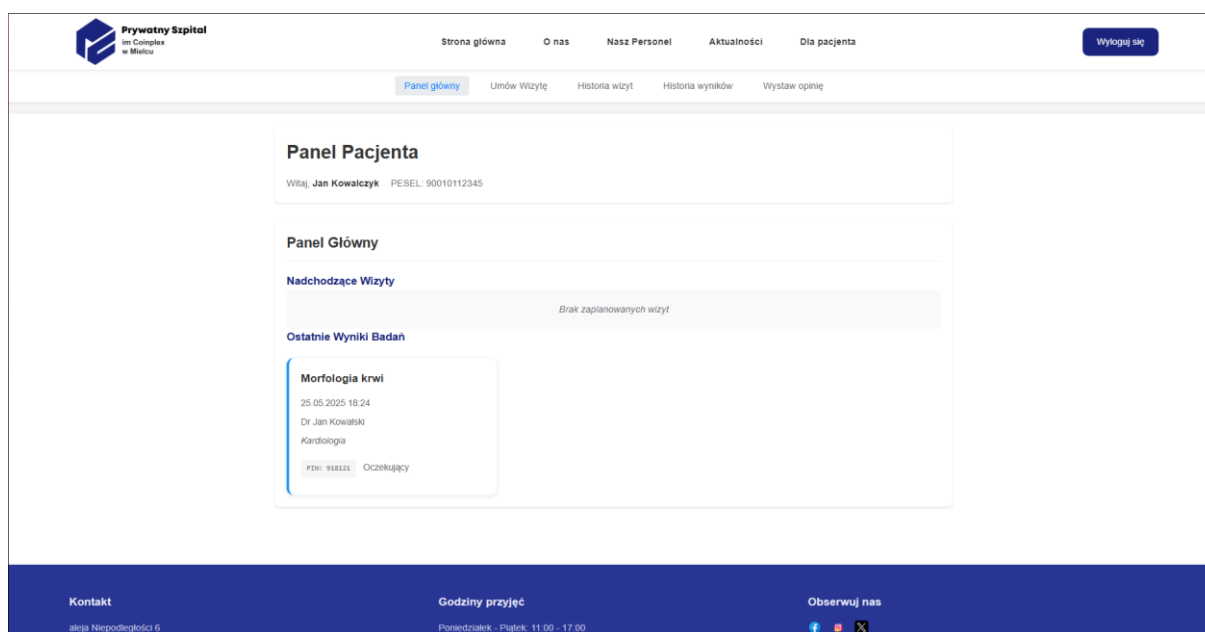 Prywatny Szpital
im Coinplex
w Mielcu
Strona główna O nas Nasz Personel Aktualności Dla pacjenta
Wyloguj się
Panel główny Umów Wizytę Historia wizyt Historia wyników Wystaw opinię
Panel Pacjenta
Witaj, Jan Kowalczyk PESEL: 90010112345
Panel Główny
Nadchodzące Wizyty
Brak zaplanowanych wizyt
Ostatnie Wyniki Badań
Morfologia krwi
25.05.2025 18:24
Dr Jan Kowalski
Kardiologia
PIN: 918121 Oczekujący
Kontakt Godziny przyjęć Obserwuj nas
aleja Niepodległości 6 Poniedziałek - Piątek: 11:00 - 17:00